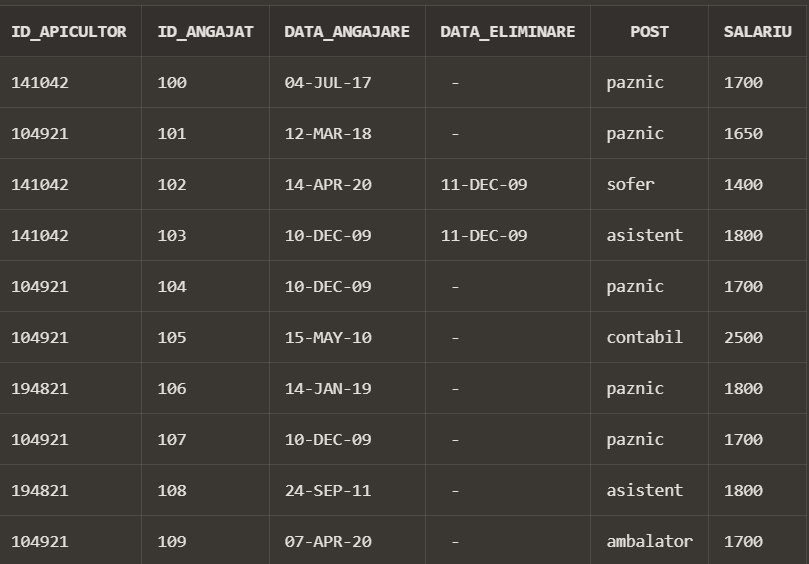 ID_APICULTOR ID_ANGAJAT DATA_ANGAJARE DATA_ELIMINARE POST SALARIU
141042 100 04-JUL-17 - paznic 1700
104921 101 12-MAR-18 - paznic 1650
141042 102 14-APR-20 11-DEC-09 sofer 1400
141042 103 10-DEC-09 11-DEC-09 asistent 1800
104921 104 10-DEC-09 - paznic 1700
104921 105 15-MAY-10 - contabil 2500
194821 106 14-JAN-19 - paznic 1800
104921 107 10-DEC-09 - paznic 1700
194821 108 24-SEP-11 - asistent 1800
104921 109 07-APR-20 - ambalator 1700